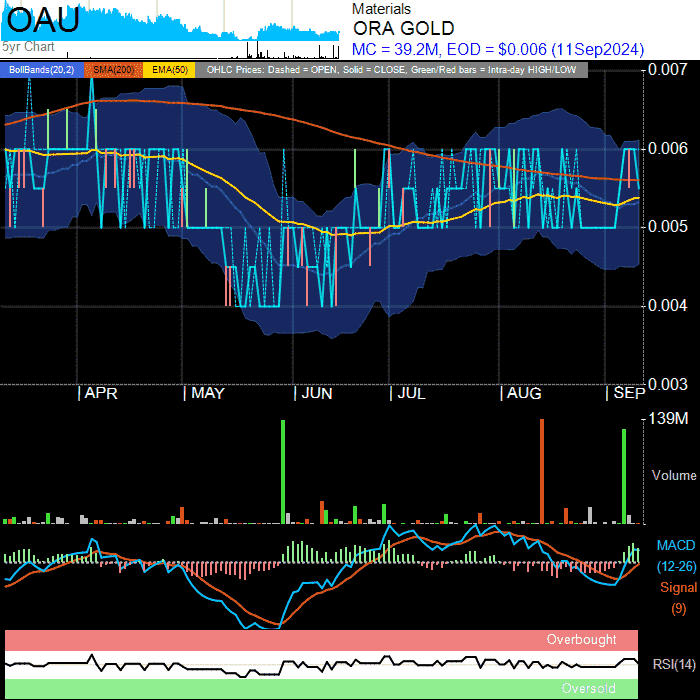 OAU
5yr Chart
Materials
ORA GOLD
MC = 39.2M, EOD = $0.006 (11Sep2024)
BollBands(20,2) SMA(200) EMA(50) OHLC Prices: Dashed = OPEN, Solid = CLOSE, Green/Red bars = Intra-day HIGH/LOW
0.007
0.006
0.005
0.004
0.003
APR MAY JUN JUL AUG SEP
139M
Volume
MACD
(12-26)
Signal
(9)
Overbought
RSI(14)
Oversold